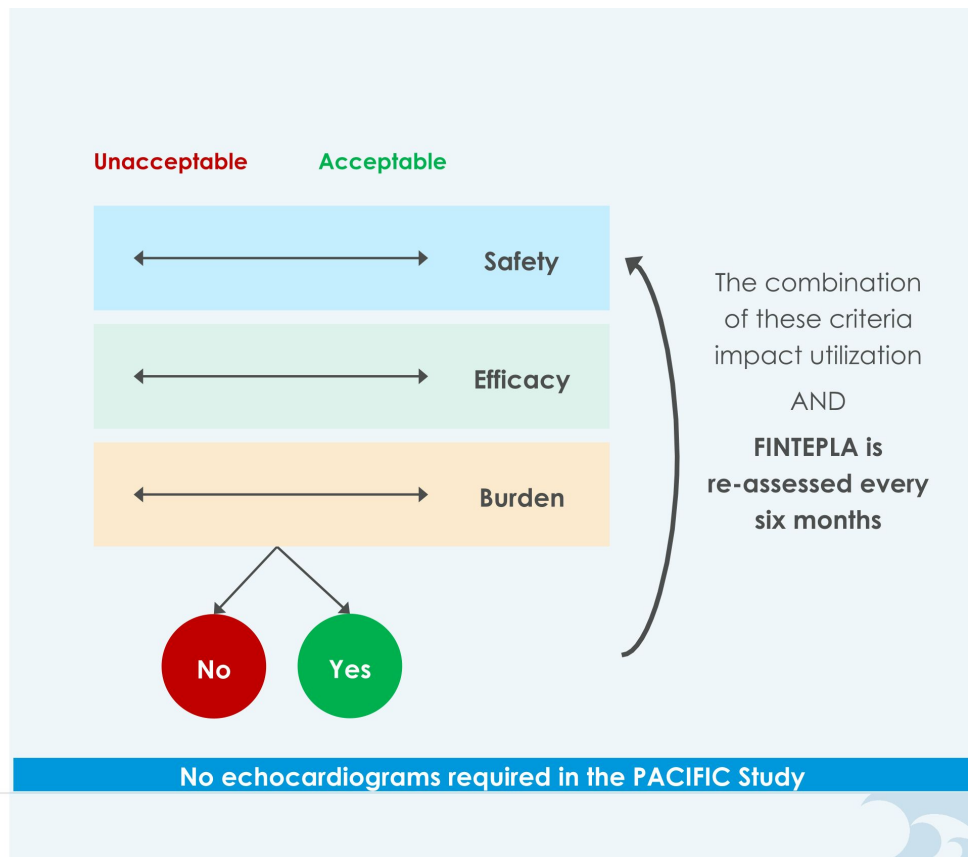 Unacceptable Acceptable
Safety
Efficacy
Burden
No Yes
The combination
of these criteria
impact utilization
AND
FINTEPLA is
re-assessed every
six months
No echocardiograms required in the PACIFIC Study